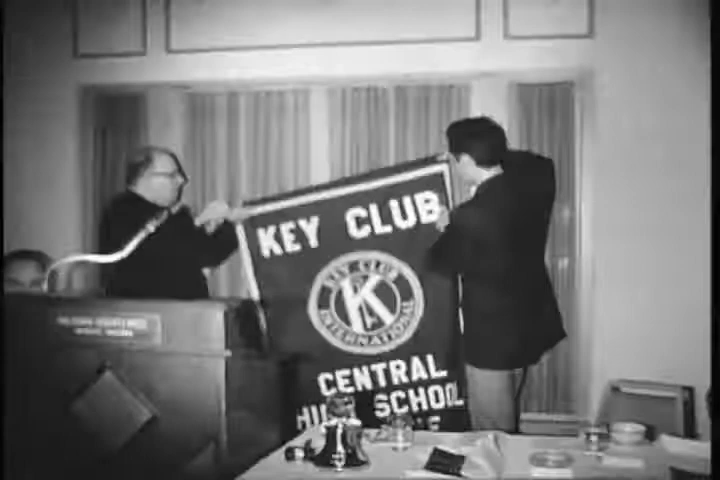 KEY CLUB
KEY CLUB
K
INTERNATIONAL
CENTRAL
HIGH SCHOOL